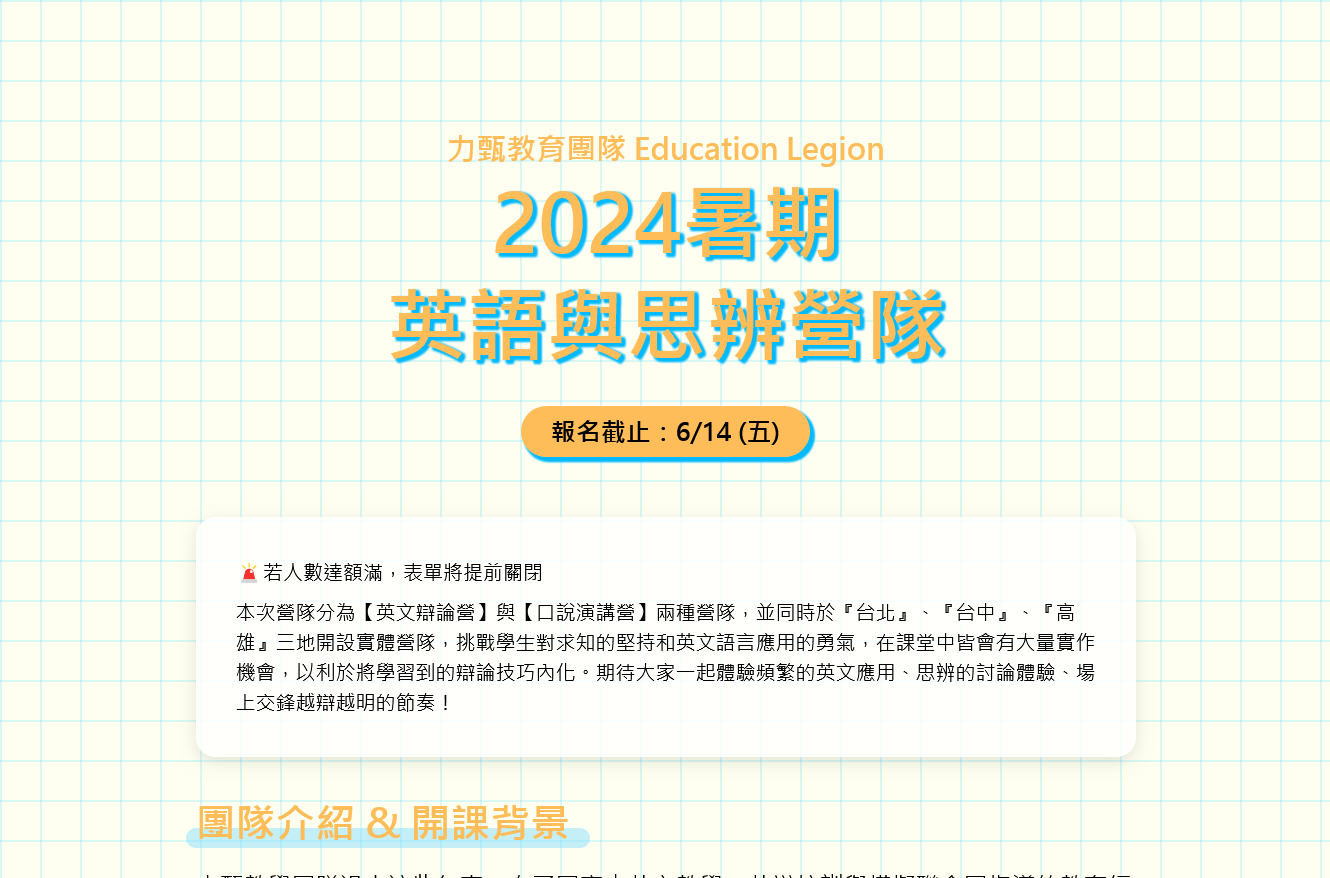 力甄教育團隊 Education Legion
2024暑期
英語與思辨營隊
報名截止：6/14 (五)
🚨若人數達額滿，表單將提前關閉
本次營隊分為【英文辯論營】與【口說演講營】兩種營隊，並同時於『台北』、『台中』、『高
雄』三地開設實體營隊，挑戰學生對求知的堅持和英文語言應用的勇氣，在課堂中皆會有大量實作
機會，以利於將學習到的辯論技巧內化。期待大家一起體驗頻繁的英文應用、思辨的討論體驗、場
上交鋒越辯越明的節奏！
團隊介紹 & 開課背景